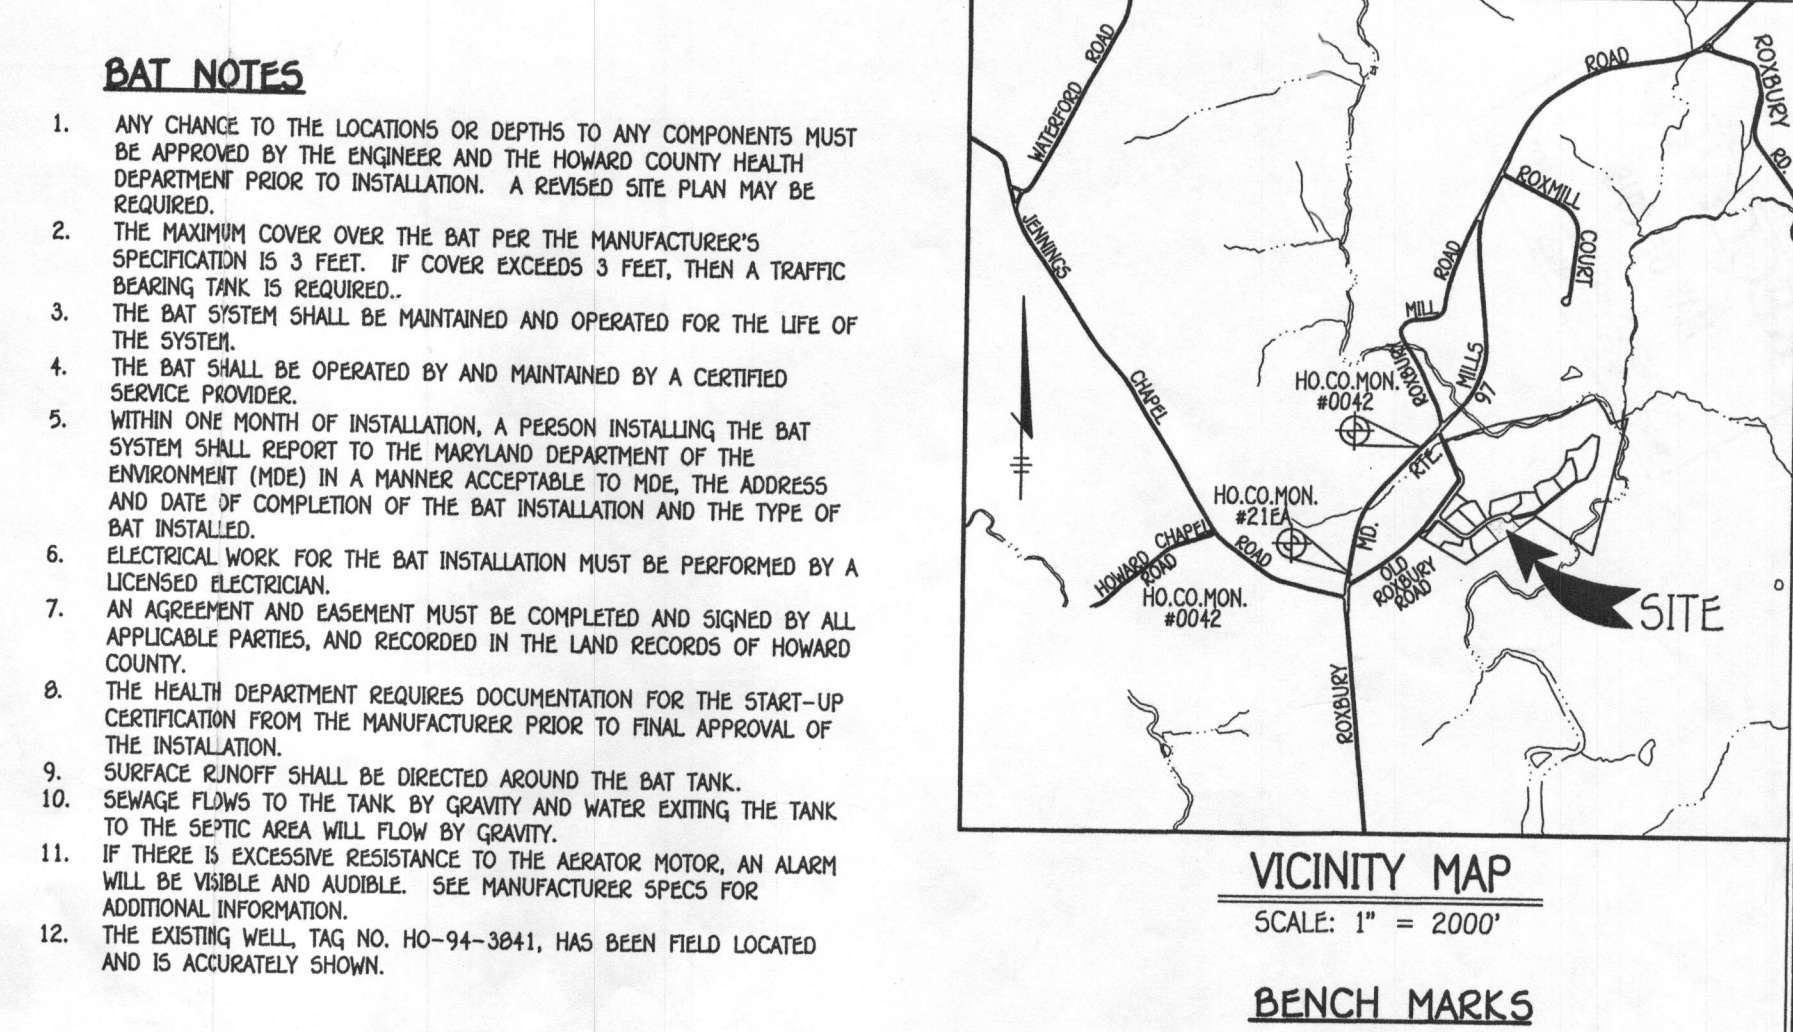 BAT NOTES
1. ANY CHANGE TO THE LOCATIONS OR DEPTHS TO ANY COMPONENTS MUST
BE APPROVED BY THE ENGINEER AND THE HOWARD COUNTY HEALTH
DEPARTMENT PRIOR TO INSTALLATION. A REVISED SITE PLAN MAY BE
REQUIRED.
2. THE MAXIMUM COVER OVER THE BAT PER THE MANUFACTURER'S
SPECIFICATION IS 3 FEET. IF COVER EXCEEDS 3 FEET, THEN A TRAFFIC
BEARING TANK IS REQUIRED..
3. THE BAT SYSTEM SHALL BE MAINTAINED AND OPERATED FOR THE LIFE OF
THE SYSTEM.
4. THE BAT SHALL BE OPERATED BY AND MAINTAINED BY A CERTIFIED
SERVICE PROVIDER.
5. WITHIN ONE MONTH OF INSTALLATION, A PERSON INSTALLING THE BAT
SYSTEM SHALL REPORT TO THE MARYLAND DEPARTMENT OF THE
ENVIRONMENT (MDE) IN A MANNER ACCEPTABLE TO MDE, THE ADDRESS
AND DATE OF COMPLETION OF THE BAT INSTALLATION AND THE TYPE OF
BAT INSTALLED.
6. ELECTRICAL WORK FOR THE BAT INSTALLATION MUST BE PERFORMED BY A
LICENSED ELECTRICIAN.
7. AN AGREEMENT AND EASEMENT MUST BE COMPLETED AND SIGNED BY ALL
APPLICABLE PARTIES, AND RECORDED IN THE LAND RECORDS OF HOWARD
COUNTY.
8. THE HEALTH DEPARTMENT REQUIRES DOCUMENTATION FOR THE START-UP
CERTIFICATION FROM THE MANUFACTURER PRIOR TO FINAL APPROVAL OF
THE INSTALLATION.
9. SURFACE RUNOFF SHALL BE DIRECTED AROUND THE BAT TANK.
10. SEWAGE FLOWS TO THE TANK BY GRAVITY AND WATER EXITING THE TANK
TO THE SEPTIC AREA WILL FLOW BY GRAVITY.
11. IF THERE IS EXCESSIVE RESISTANCE TO THE AERATOR MOTOR, AN ALARM
WILL BE VISIBLE AND AUDIBLE. SEE MANUFACTURER SPECS FOR
ADDITIONAL INFORMATION.
12. THE EXISTING WELL, TAG NO. HO-94-3841, HAS BEEN FIELD LOCATED
AND IS ACCURATELY SHOWN.
WATERFORD ROAD
ROAD
ROXBURY RD.
ROXMILL
COURT
JENNINGS
CHAPEL
ROAD
ROAD
MILL
ROXBURY
MILLS
97
RTE.
MD.
HO.CO.MON.
#0042
HO.CO.MON.
#21EA
HOWARD CHAPEL
ROAD
HO.CO.MON.
#0042
OLD
ROXBURY
ROAD
SITE
ROXBURY
VICINITY MAP
SCALE: 1" = 2000'
BENCH MARKS